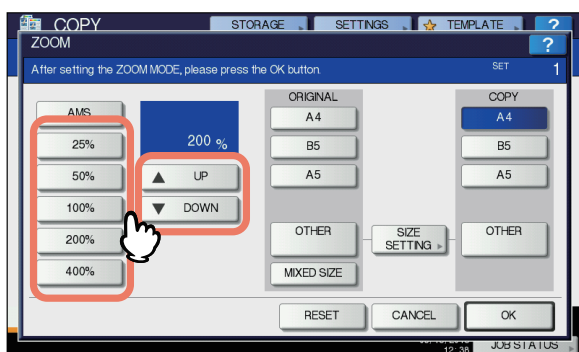 COPY
STORAGE
SETTINGS
TEMPLATE
?
ZOOM
?
After setting the ZOOM MODE, please press the OK button.
SET 1
ORIGINAL
COPY
AMS
A4
A4
25%
200 %
B5
B5
50%
UP
A5
A5
100%
DOWN
200%
OTHER
SIZE SETTING
OTHER
400%
MIXED SIZE
RESET
CANCEL
OK
JOB STATUS
12:38